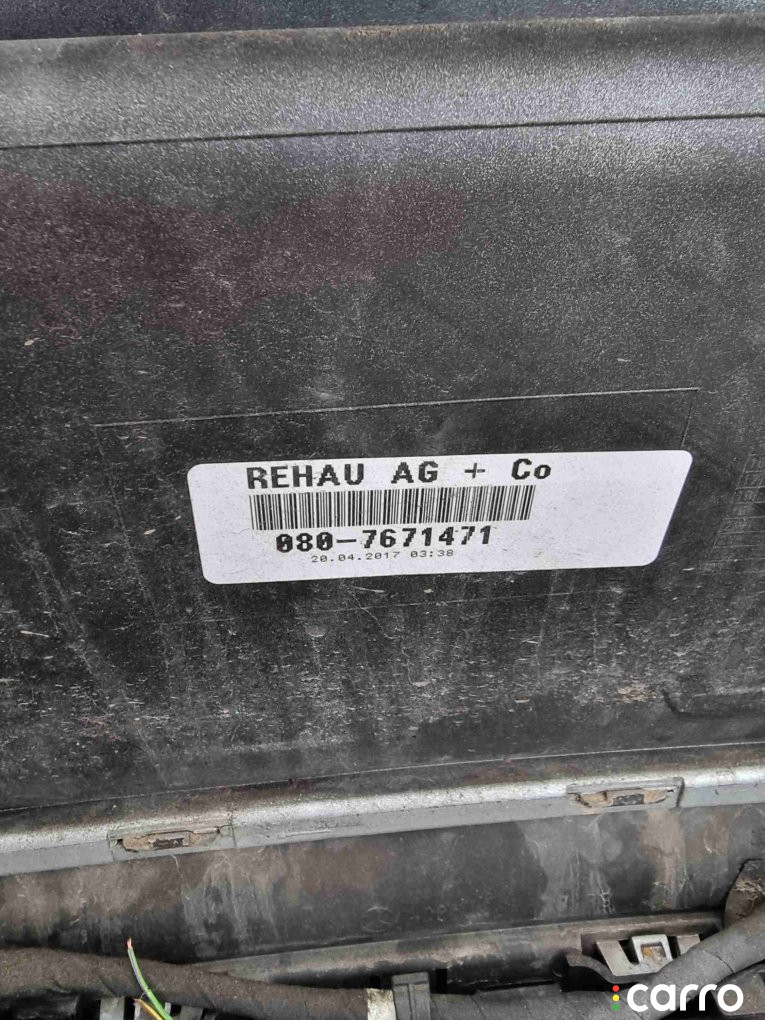 REHAU AG + Co
080-7671471
20.04.2017 03:38
carro